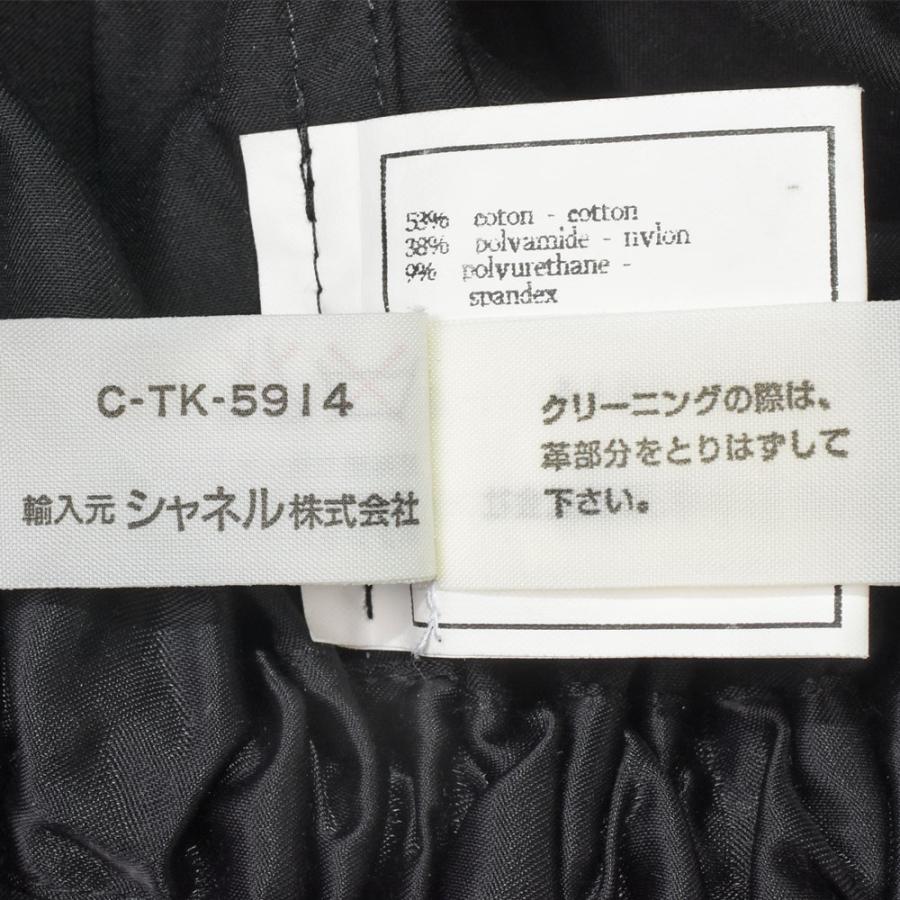 53% coton - cotton
38% polyamide - nylon
9% polyurethane -
spandex
C-TK-5914
輸入元 シャネル株式会社
クリーニングの際は、
革部分をとりはずして
下さい。